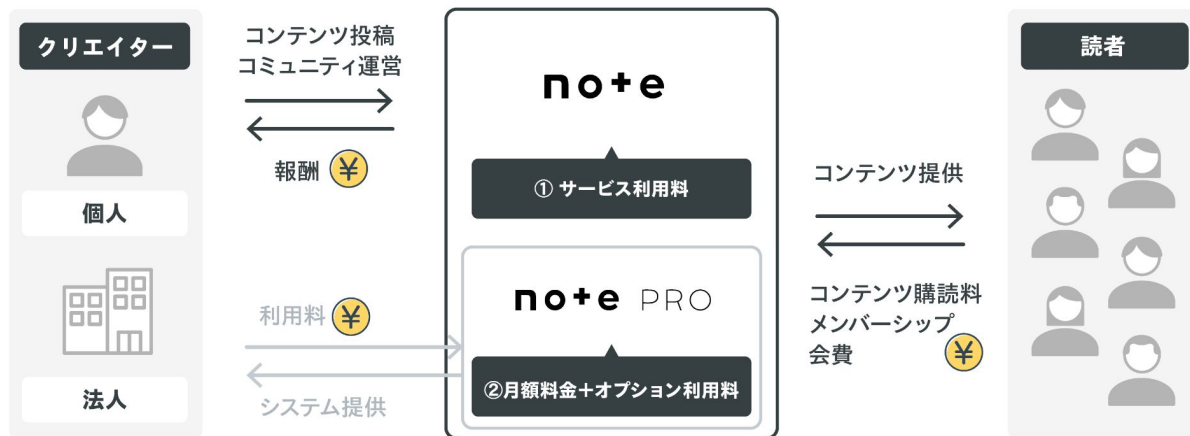 クリエイター
個人
法人
コンテンツ投稿
コミュニティ運営
報酬 ¥
利用料 ¥
システム提供
note
① サービス利用料
note PRO
②月額料金＋オプション利用料
コンテンツ提供
コンテンツ購読料
メンバーシップ
会費 ¥
読者